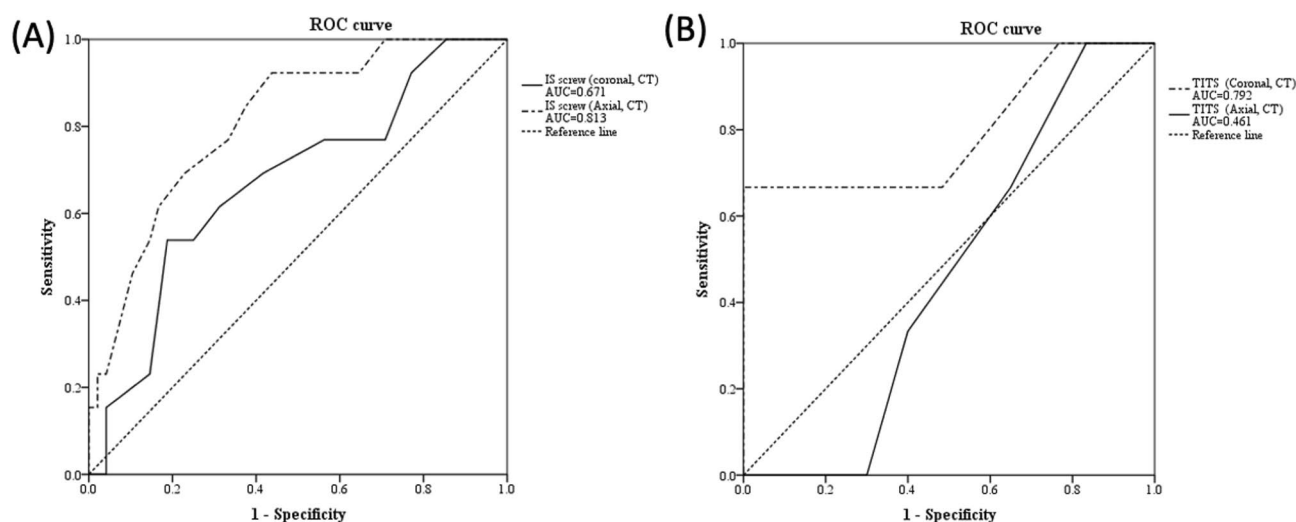 (A)
ROC curve
1.0
0.8
0.6
0.4
0.2
0.0
Sensitivity
0.0 0.2 0.4 0.6 0.8 1.0
1 - Specificity
IS screw (coronal, CT)
AUC=0.671
IS screw (Axial, CT)
AUC=0.813
Reference line
(B)
ROC curve
1.0
0.8
0.6
0.4
0.2
0.0
Sensitivity
0.0 0.2 0.4 0.6 0.8 1.0
1 - Specificity
TITS (Coronal, CT)
AUC=0.792
TITS (Axial, CT)
AUC=0.461
Reference line